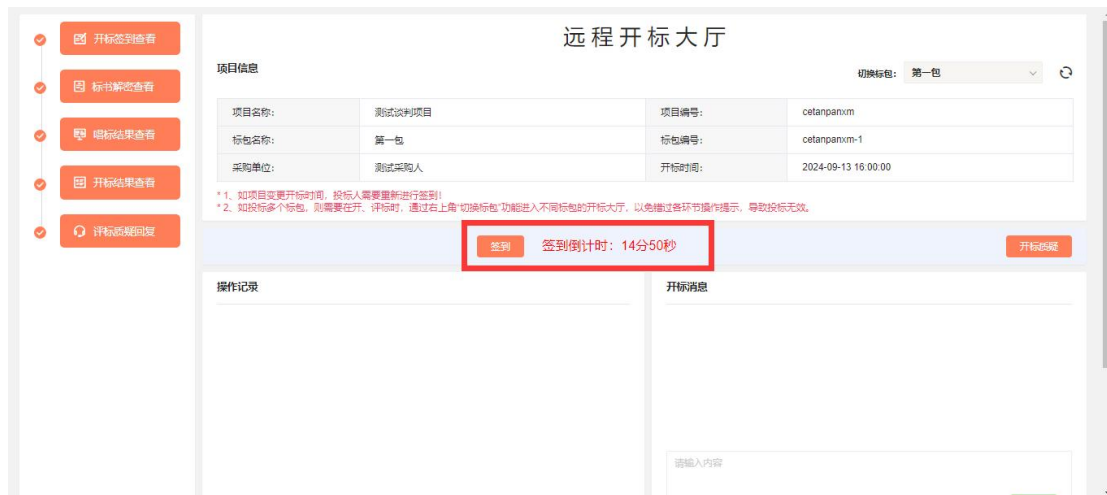 远程开标大厅
开标签到查看
标书解密查看
唱标结果查看
开标结果查看
评标质疑回复
项目信息
切换标包： 第一包
项目名称： 测试谈判项目 项目编号： cetanpanxm
标包名称： 第一包 标包编号： cetanpanxm-1
采购单位： 测试采购人 开标时间： 2024-09-13 16:00:00
* 1、如项目变更开标时间，投标人需要重新进行签到!
* 2、如投标多个标包，则需要在开、评标时，通过右上角“切换标包”功能进入不同标包的开标大厅，以免错过各环节操作提示，导致投标无效。
签到 签到倒计时：14分50秒 开标质疑
操作记录 开标消息
请输入内容